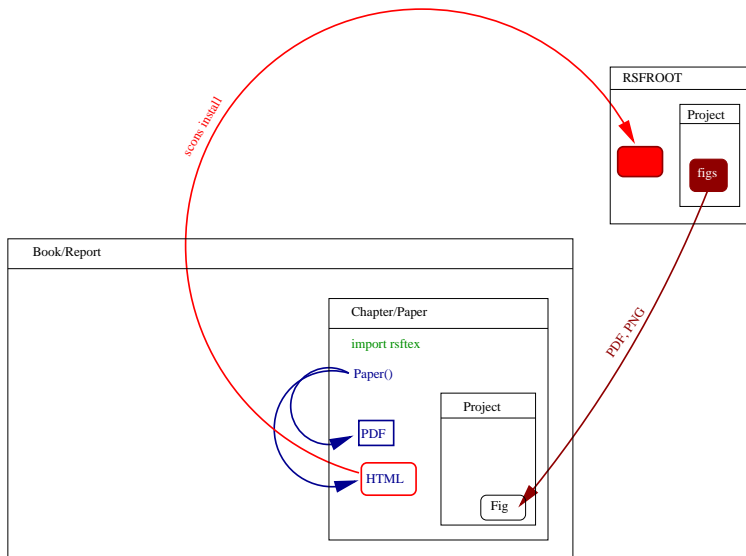 RSFROOT
Project
scons install
figs
Book/Report
Chapter/Paper
PDF, PNG
import rsftex
Paper()
Project
PDF
HTML
Fig